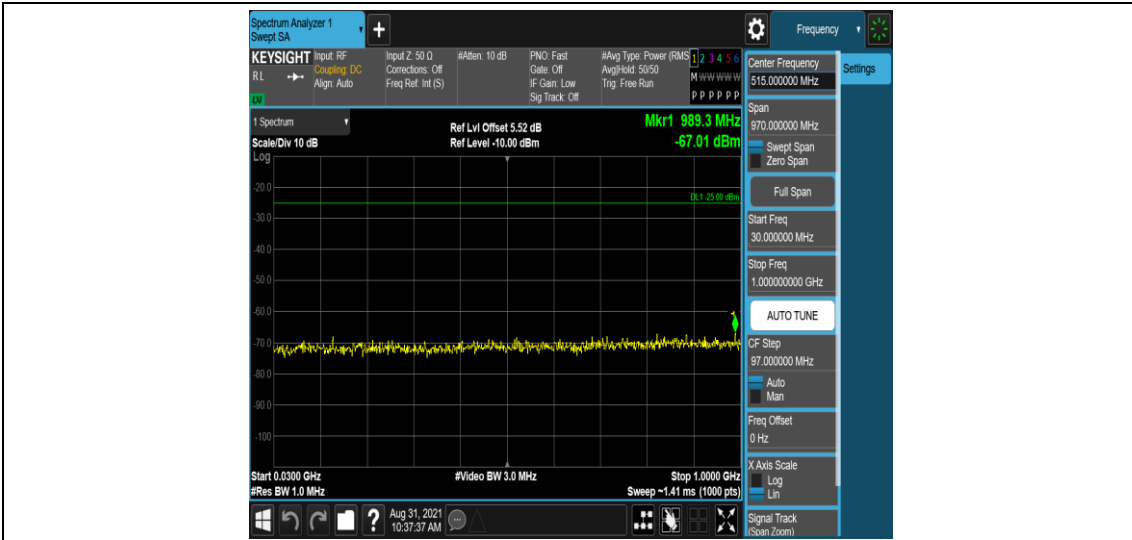 Spectrum Analyzer 1
Swept SA
+
Frequency
KEYSIGHT
RL
LXI
Input: RF
Coupling: DC
Align: Auto
Input Z: 50 Ω
Corrections: Off
Freq Ref: Int (S)
#Atten: 10 dB
PNO: Fast
Gate: Off
IF Gain: Low
Sig Track: Off
#Avg Type: Power (RMS
Avg|Hold: 50/50
Trig: Free Run
1 2 3 4 5 6
M W W W W W
P P P P P P
1 Spectrum
Scale/Div 10 dB
Log
Ref Lvl Offset 5.52 dB
Ref Level -10.00 dBm
Mkr1 989.3 MHz
-67.01 dBm
DL1 -25.00 dBm
-20.0
-30.0
-40.0
-50.0
-60.0
-70.0
-80.0
-90.0
-100
1
Start 0.0300 GHz
#Res BW 1.0 MHz
#Video BW 3.0 MHz
Stop 1.0000 GHz
Sweep ~1.41 ms (1000 pts)
?
Aug 31, 2021
10:37:37 AM
Center Frequency
515.000000 MHz
Settings
Span
970.000000 MHz
Swept Span
Zero Span
Full Span
Start Freq
30.000000 MHz
Stop Freq
1.000000000 GHz
AUTO TUNE
CF Step
97.000000 MHz
Auto
Man
Freq Offset
0 Hz
X Axis Scale
Log
Lin
Signal Track
(Span Zoom)